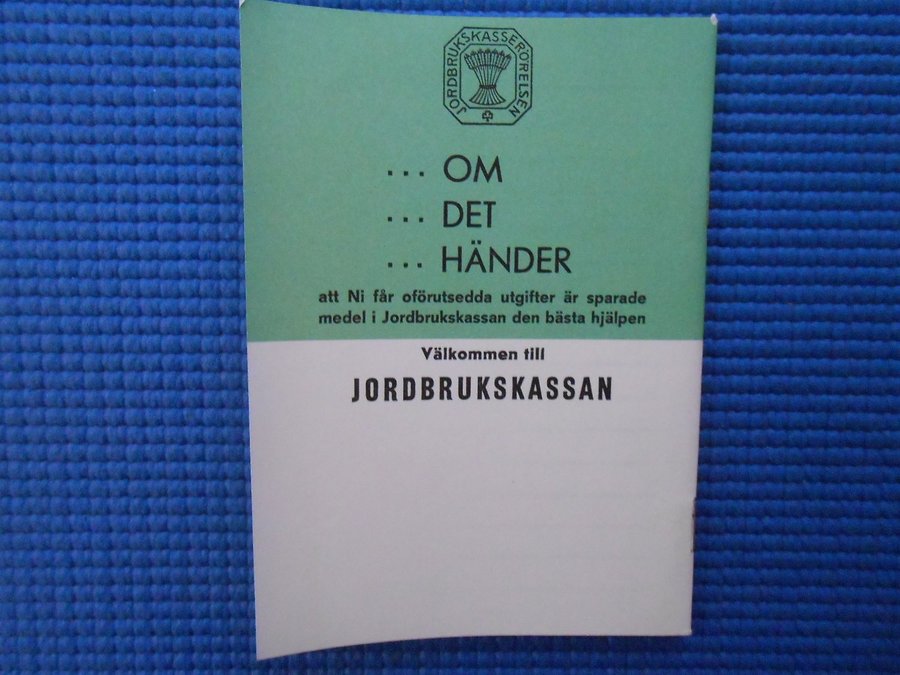 JORDBRUKSKASSERÖRELSEN
... OM
... DET
... HÄNDER
att Ni får oförutsedda utgifter är sparade
medel i Jordbrukskassan den bästa hjälpen
Välkommen till
JORDBRUKSKASSAN